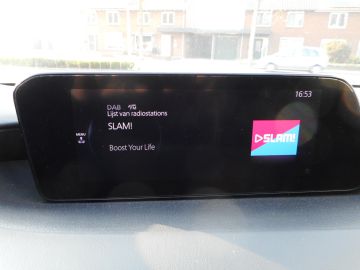 DAB
16:53
Lijst van radiostations
SLAM!
SLAM!
MENU
Boost Your Life